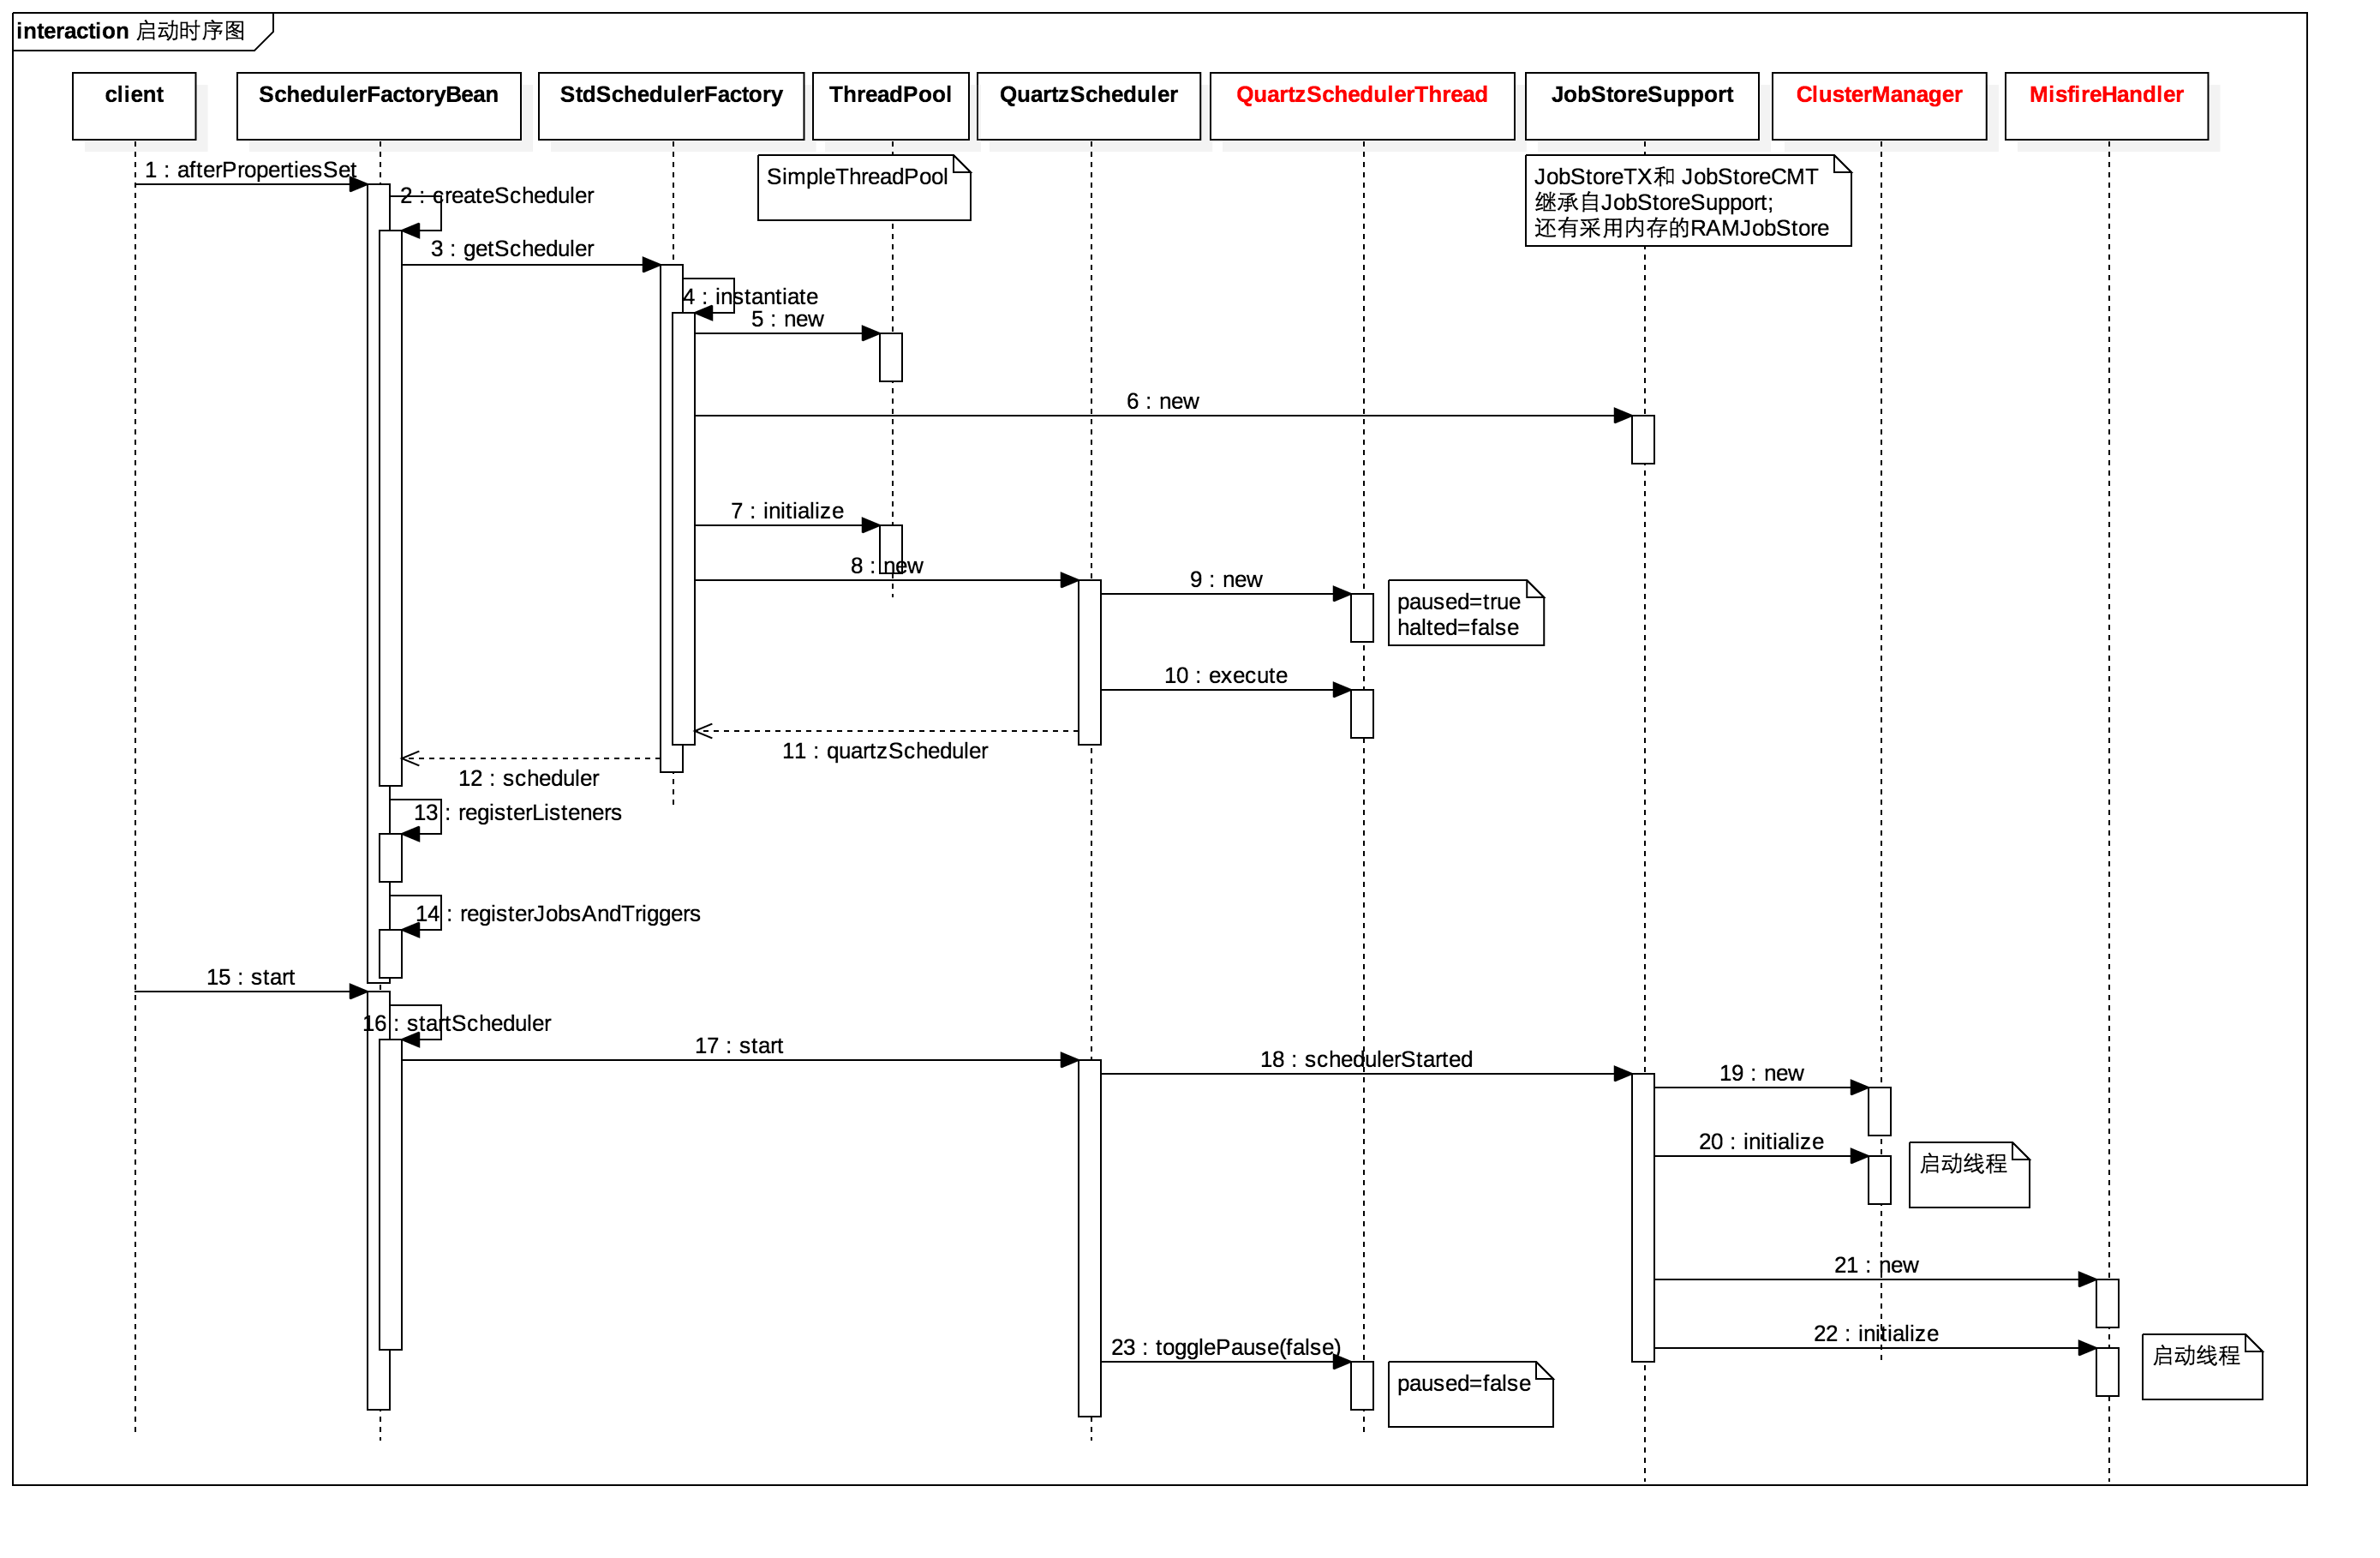 interaction 启动时序图
client
SchedulerFactoryBean
StdSchedulerFactory
ThreadPool
QuartzScheduler
QuartzSchedulerThread
JobStoreSupport
ClusterManager
MisfireHandler
1 : afterPropertiesSet
SimpleThreadPool
JobStoreTX和 JobStoreCMT
继承自JobStoreSupport;
还有采用内存的RAMJobStore
2 : createScheduler
3 : getScheduler
4 : instantiate
5 : new
6 : new
7 : initialize
8 : new
9 : new
paused=true
halted=false
10 : execute
11 : quartzScheduler
12 : scheduler
13 : registerListeners
14 : registerJobsAndTriggers
15 : start
16 : startScheduler
17 : start
18 : schedulerStarted
19 : new
20 : initialize
启动线程
21 : new
22 : initialize
启动线程
23 : togglePause(false)
paused=false